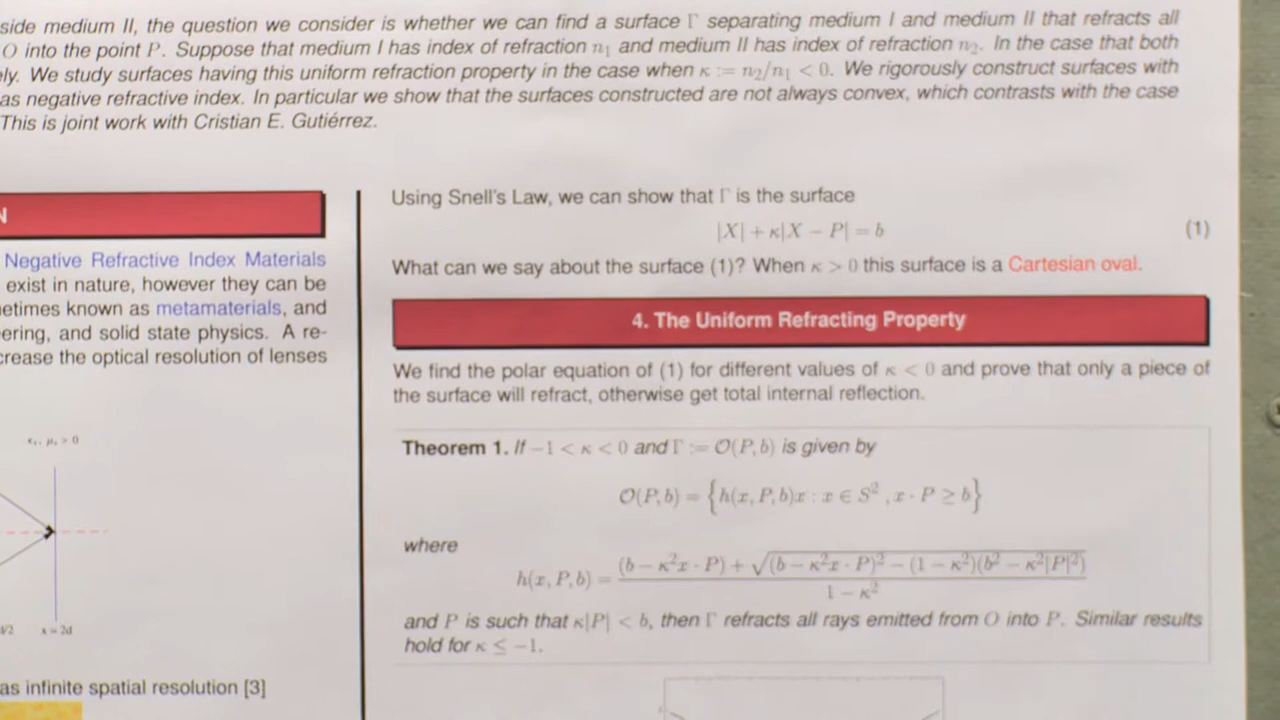 side medium II, the question we consider is whether we can find a surface Γ separating medium I and medium II that refracts all
O into the point P. Suppose that medium I has index of refraction n₁ and medium II has index of refraction n₂. In the case that both
ely. We study surfaces having this uniform refraction property in the case when κ := n₂/n₁ < 0. We rigorously construct surfaces with
as negative refractive index. In particular we show that the surfaces constructed are not always convex, which contrasts with the case
This is joint work with Cristian E. Gutiérrez.
N
Negative Refractive Index Materials
exist in nature, however they can be
etimes known as metamaterials, and
ering, and solid state physics. A re-
crease the optical resolution of lenses
ϵ₊, μ₊ > 0
x = 2d
as infinite spatial resolution [3]
Using Snell's Law, we can show that Γ is the surface
|X| + κ|X − P| = b (1)
What can we say about the surface (1)? When κ > 0 this surface is a Cartesian oval.
4. The Uniform Refracting Property
We find the polar equation of (1) for different values of κ < 0 and prove that only a piece of
the surface will refract, otherwise get total internal reflection.
Theorem 1. If −1 < κ < 0 and Γ := O(P, b) is given by
O(P, b) = {h(x, P, b)x : x ∈ S², x · P ≥ b}
where
h(x, P, b) = (b − κ²x · P) + √(b − κ²x · P)² − (1 − κ²)(b² − κ²|P|²)
1 − κ²
and P is such that κ|P| < b, then Γ refracts all rays emitted from O into P. Similar results
hold for κ ≤ −1.